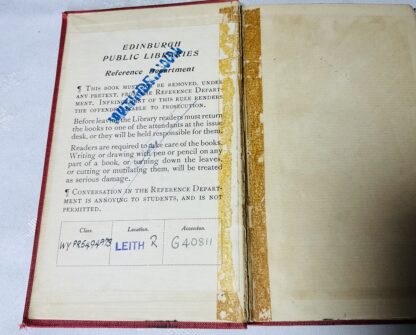 EDINBURGH
PUBLIC LIBRARIES
Reference Department
¶ THIS BOOK MUST NOT BE REMOVED, UNDER
ANY PRETEXT, FROM THE REFERENCE DEPART-
MENT. INFRINGEMENT OF THIS RULE RENDERS
THE OFFENDER LIABLE TO PROSECUTION.
Before leaving the Library readers must return
the books to one of the attendants at the issue
desk, or they will be held responsible for them.
Readers are required to take care of the books.
Writing or drawing with pen or pencil on any
part of a book, or turning down the leaves,
or cutting or mutilating them, will be treated
as serious damage.
¶ CONVERSATION IN THE REFERENCE DEPART-
MENT IS ANNOYING TO STUDENTS, AND IS NOT
PERMITTED.
Class. Location. Accession.
LEITH R G40811